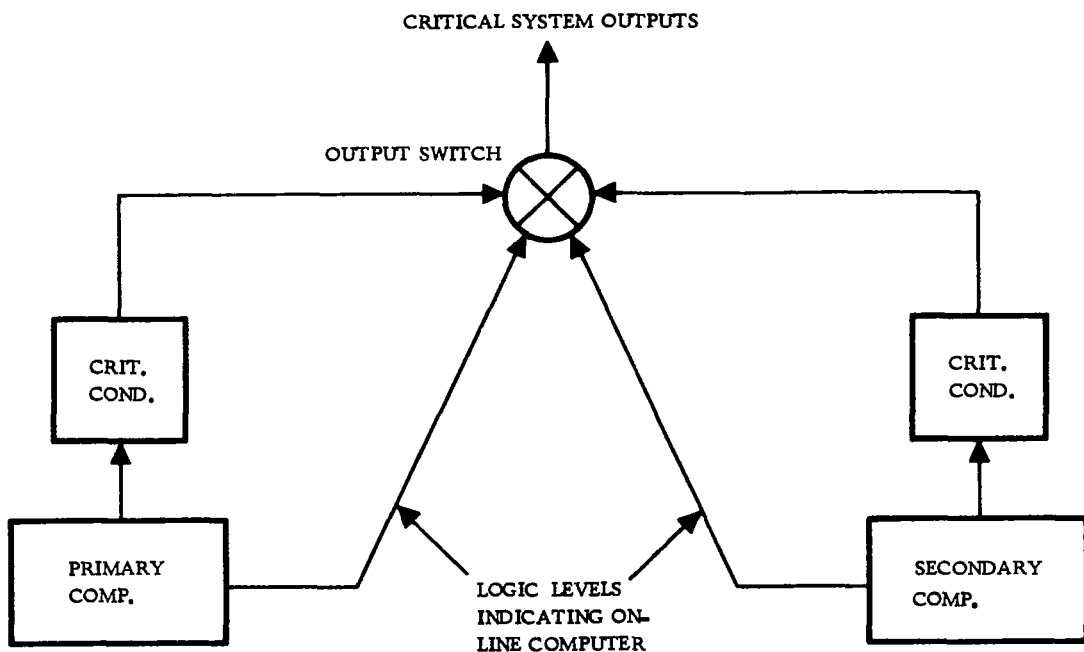 CRITICAL SYSTEM OUTPUTS
OUTPUT SWITCH
CRIT.
COND.
CRIT.
COND.
PRIMARY
COMP.
LOGIC LEVELS
INDICATING ON-
LINE COMPUTER
SECONDARY
COMP.